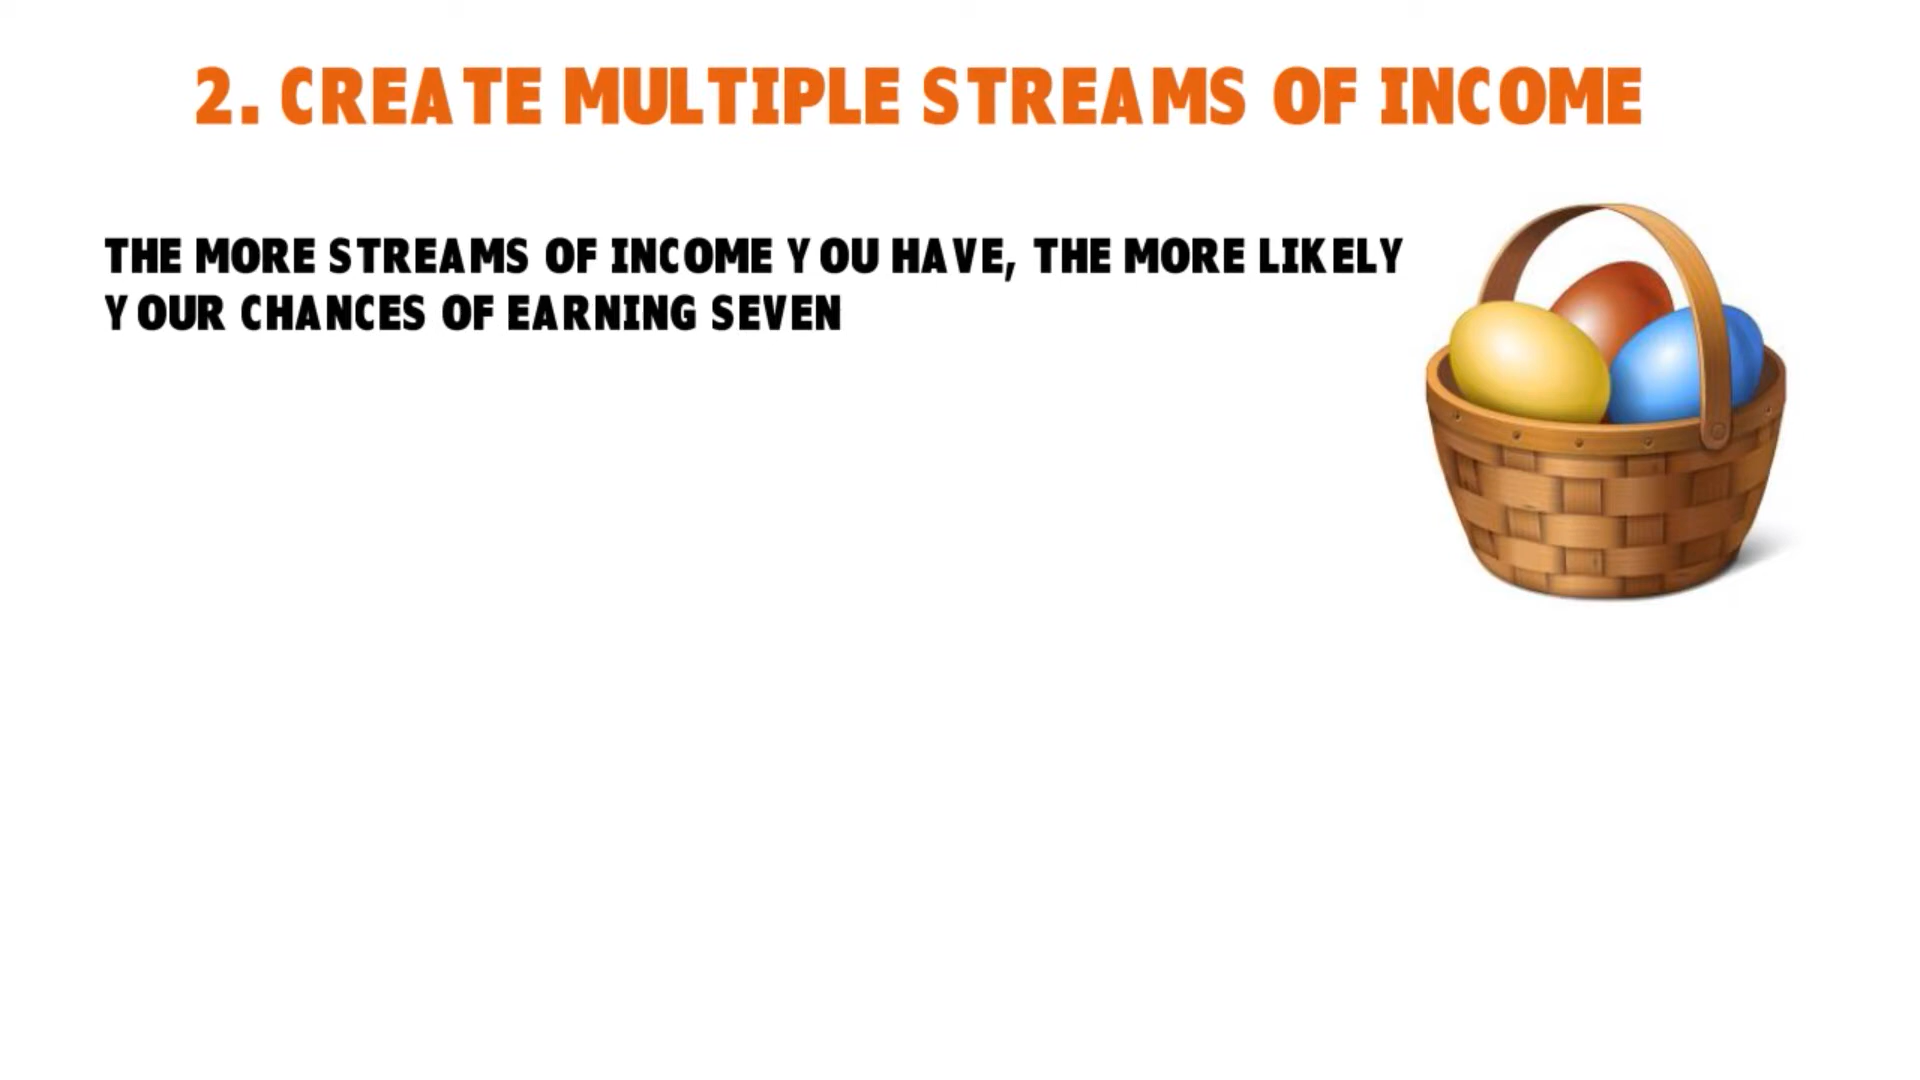 2. CREATE MULTIPLE STREAMS OF INCOME
THE MORE STREAMS OF INCOME YOU HAVE, THE MORE LIKELY
YOUR CHANCES OF EARNING SEVEN